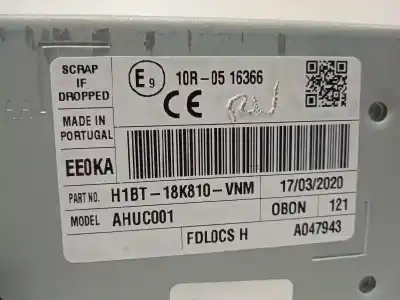 SCRAP IF
DROPPED
E9
10R-05 16366
CE
MADE IN
PORTUGAL
EE0KA
PART NO. H1BT-18K810-VNM 17/03/2020
MODEL AHUC001 OBON 121
FDLOCS H A047943